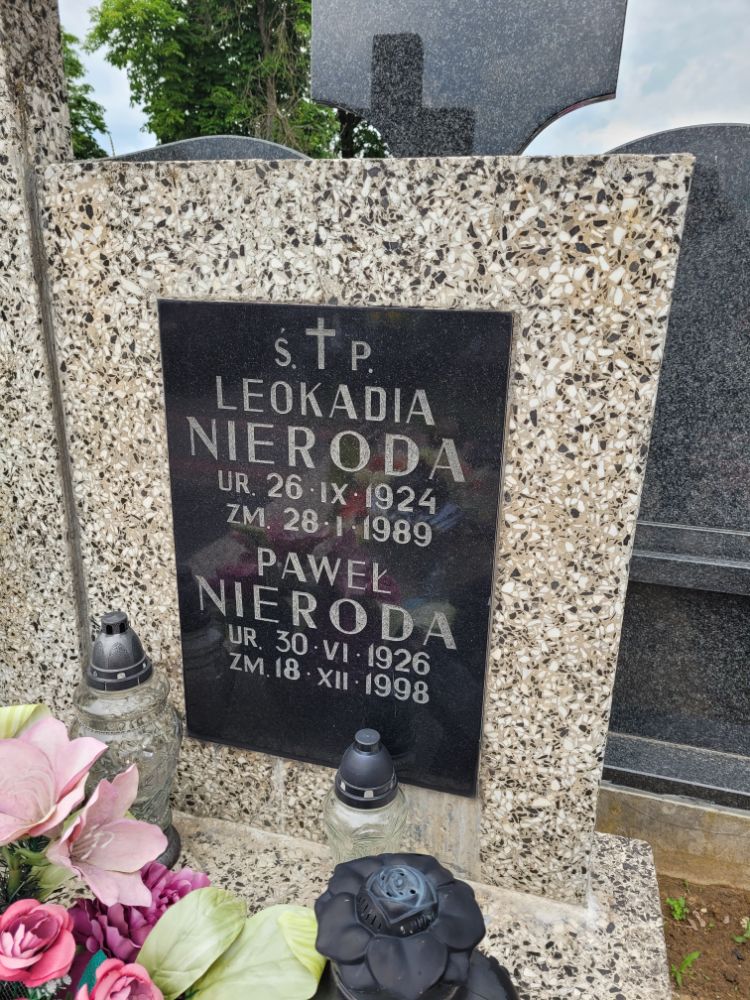 Ś. † P.
LEOKADIA
NIERODA
UR. 26·IX·1924
ZM. 28·I·1989
PAWEŁ
NIERODA
UR. 30·VI·1926
ZM. 18·XII·1998